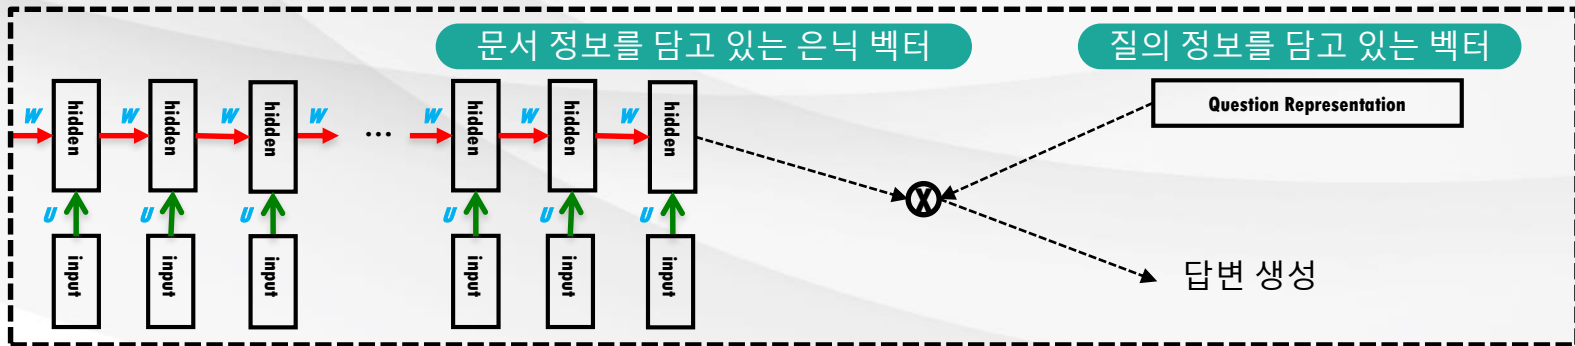 문서 정보를 담고 있는 은닉 벡터
질의 정보를 담고 있는 벡터
Question Representation
W W W W ... W W W
hidden hidden hidden hidden hidden hidden
X
U U U U U U
input input input input input input
답변 생성